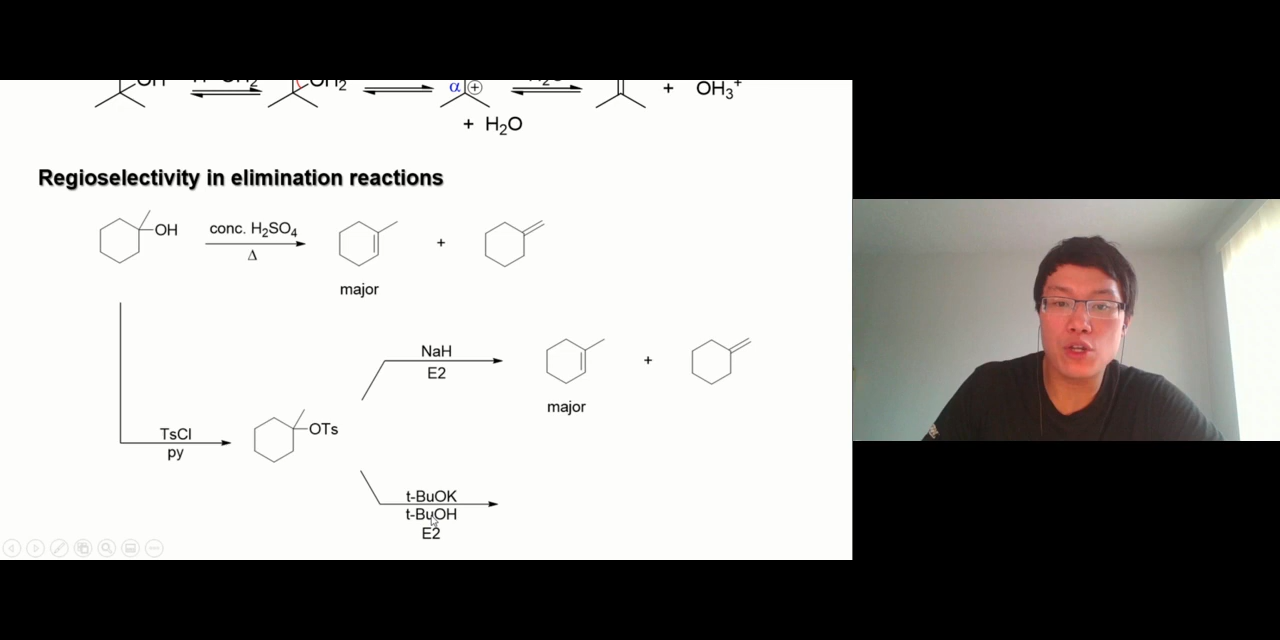 OH₂
α ⊕
+ OH₃⁺
+ H₂O
Regioselectivity in elimination reactions
OH
conc. H₂SO₄
Δ
+
major
NaH
E2
+
major
TsCl
py
OTs
t-BuOK
t-BuOH
E2